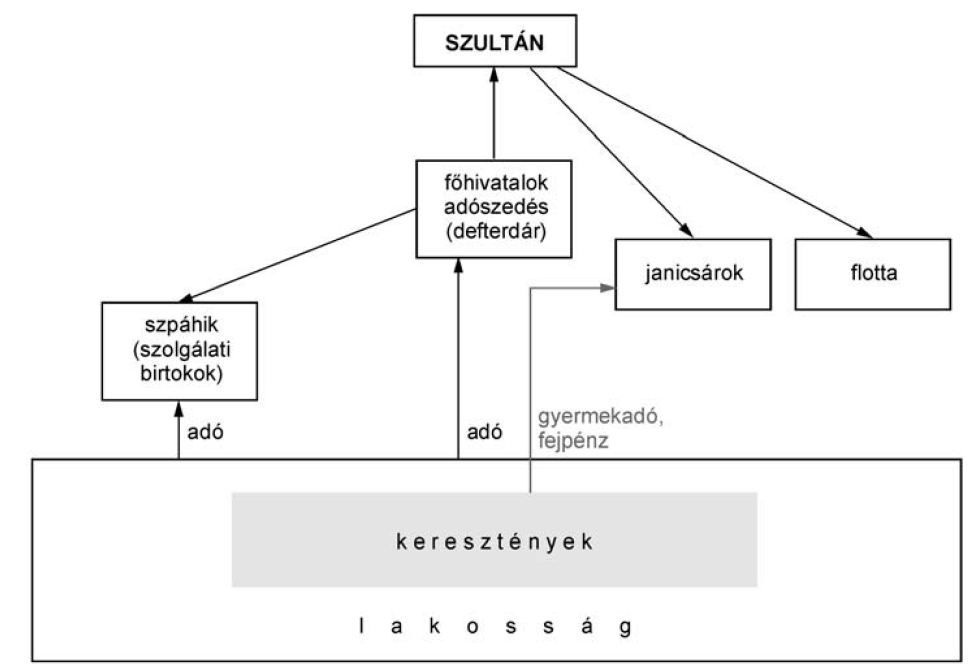 SZULTÁN
főhivatalok
adószedés
(defterdár)
janicsárok
flotta
szpáhik
(szolgálati
birtokok)
adó
adó
gyermekadó,
fejpénz
keresztények
lakosság